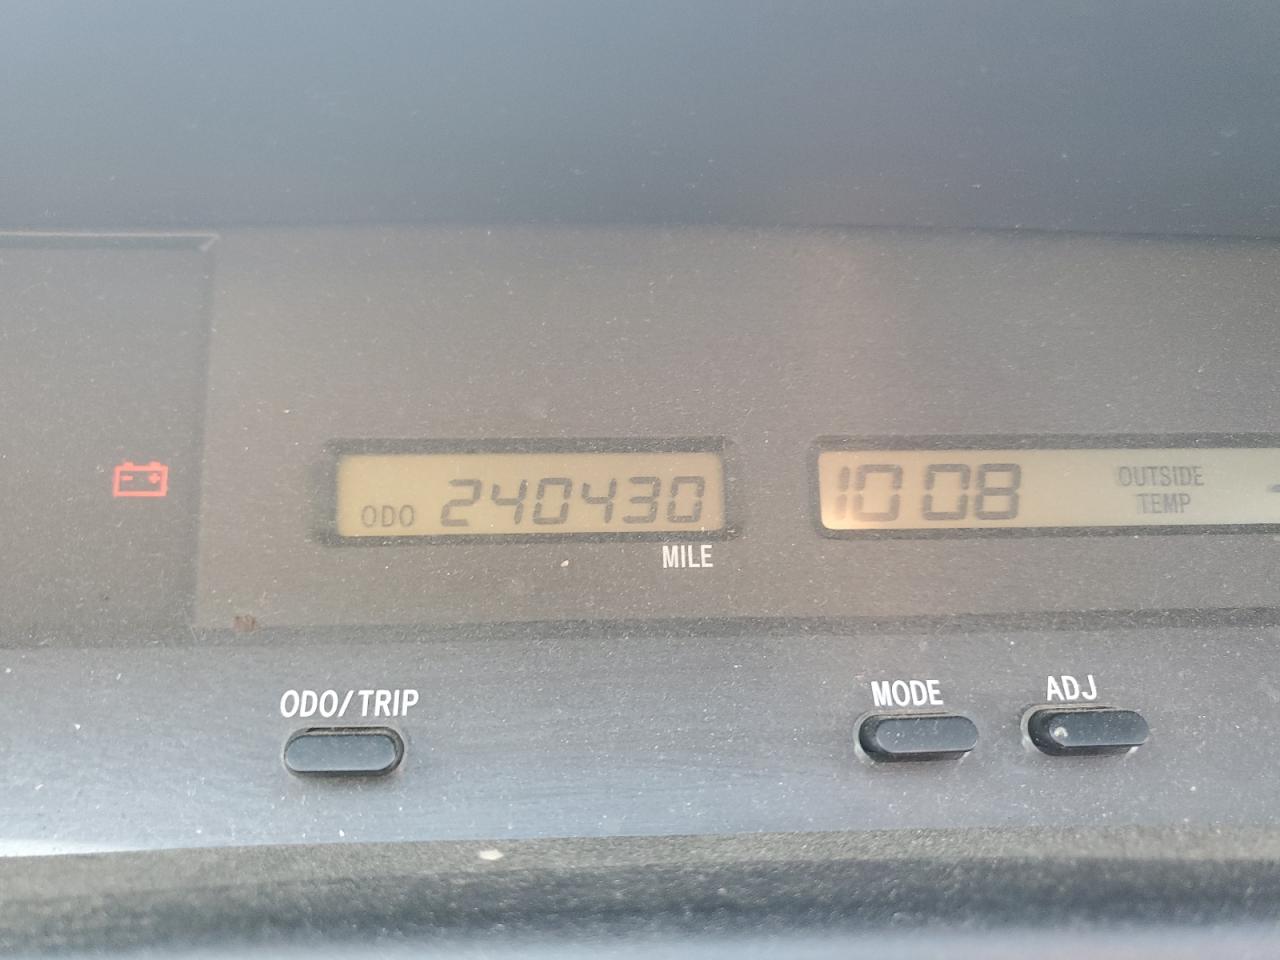 ODO 240430
MILE
10 08
OUTSIDE
TEMP
ODO/TRIP
MODE
ADJ